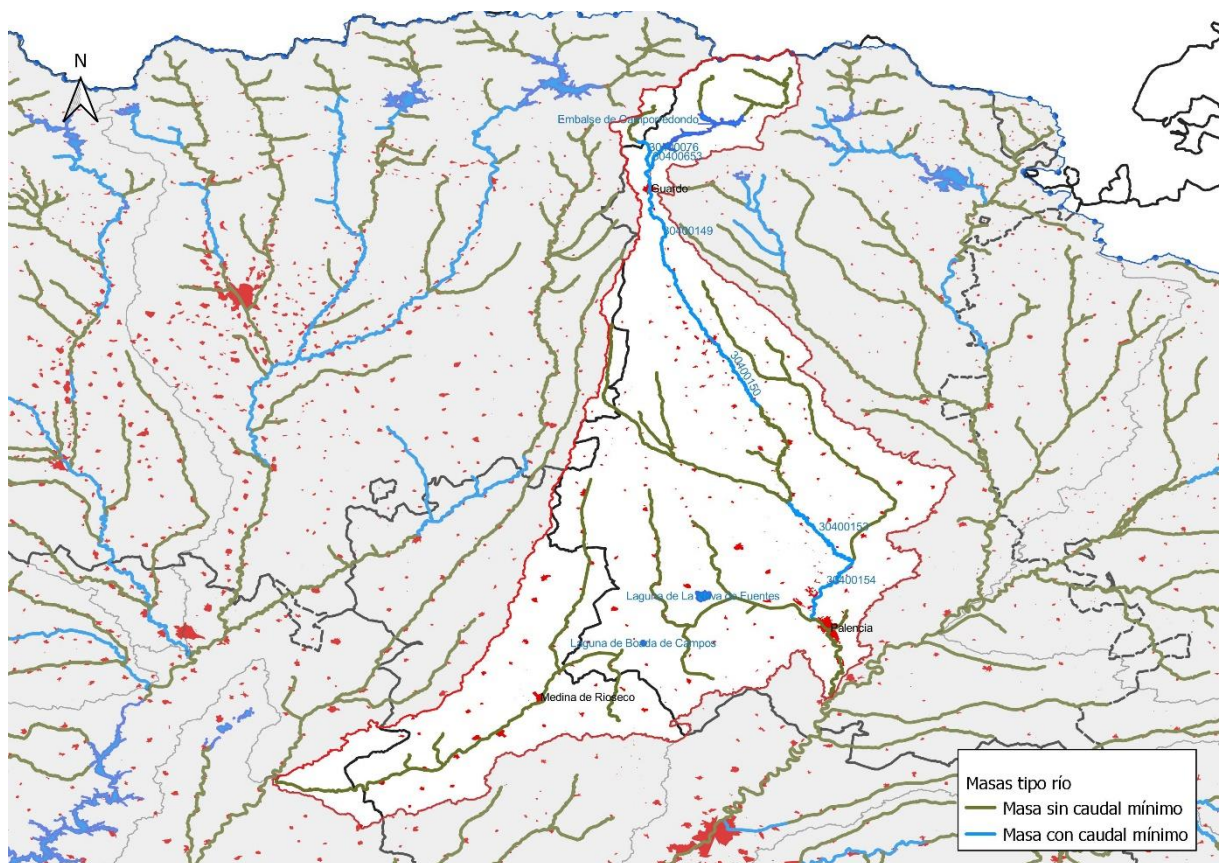 N
Embalse de Camporredondo
30400653
Guardo
30400149
30400150
30400152
30400154
Laguna de La Nava de Fuentes
Palencia
Laguna de Boada de Campos
Medina de Rioseco
Masas tipo río
Masa sin caudal mínimo
Masa con caudal mínimo